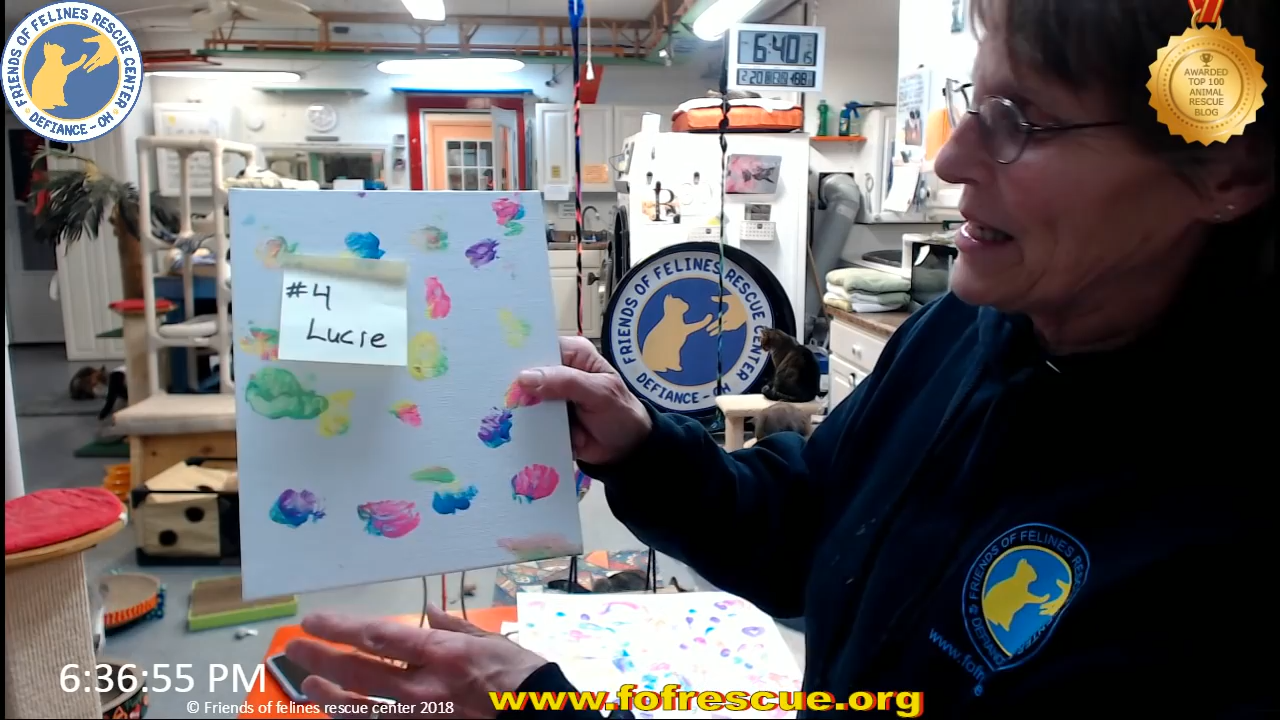 FRIENDS OF FELINES RESCUE CENTER
DEFIANCE - OH
AWARDED
TOP 100
ANIMAL
RESCUE
BLOG
6:40
#4
Lucie
B
FRIENDS OF FELINES RESCUE CENTER
DEFIANCE - OH
FRIENDS OF FELINES RESCUE
www.fofre
6:36:55 PM
© Friends of felines rescue center 2018
www.fofrescue.org